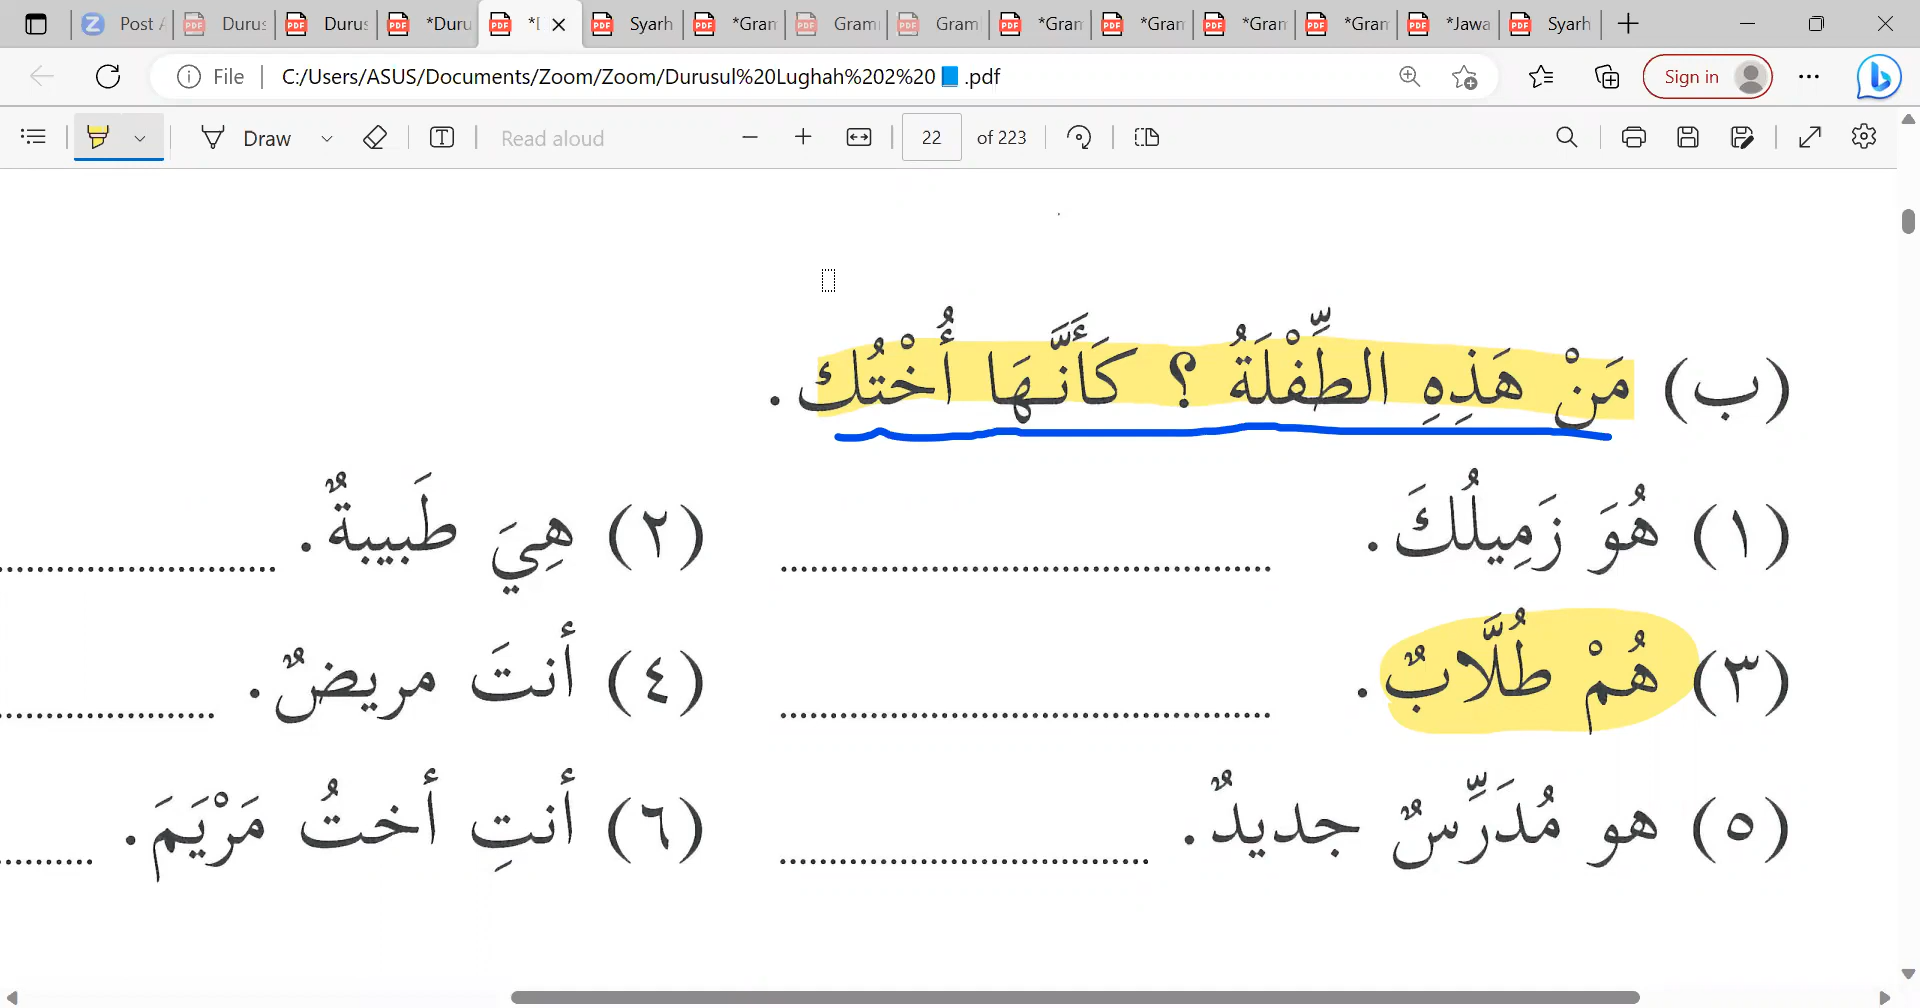 Post A Durus Durus *Duru *[ Syarh *Gran Grami Gram *Gran *Gran *Gran *Gran *Jawa Syarh
File C:/Users/ASUS/Documents/Zoom/Zoom/Durusul%20Lughah%202%20📘.pdf Sign in
Draw Read aloud 22 of 223
(ب) مَنْ هَذِهِ الطِّفْلَةُ ؟ كَأَنَّهَا أُخْتُك .
(١) هُوَ زَمِيلُكَ . ........................................ (٢) هِيَ طَبيبةٌ . ........................
(٣) هُمْ طُلَّابٌ . ........................................ (٤) أنتَ مريضٌ . ...................
(٥) هو مُدَرِّسٌ جديدٌ . .............................. (٦) أنتِ أختُ مَرْيَمَ . ........